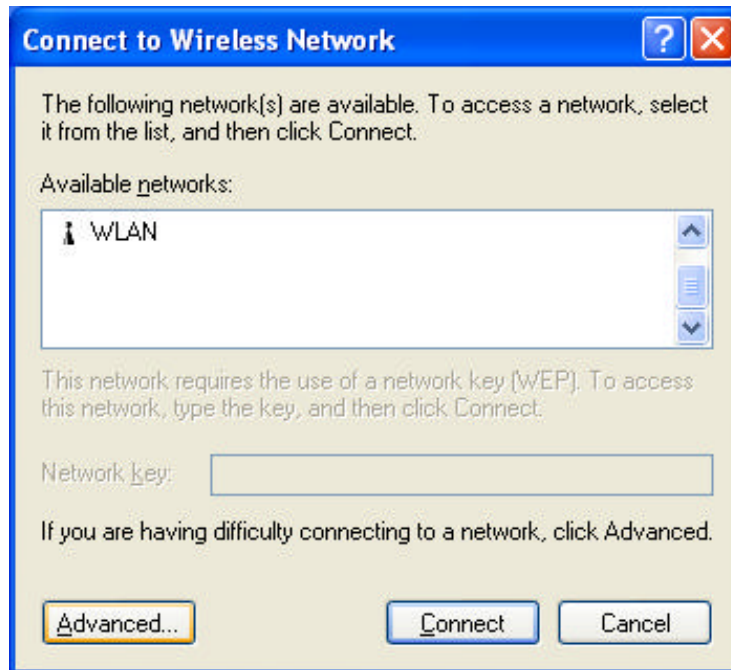 Connect to Wireless Network
?
The following network(s) are available. To access a network, select
it from the list, and then click Connect.
Available networks:
WLAN
This network requires the use of a network key (WEP). To access
this network, type the key, and then click Connect.
Network key:
If you are having difficulty connecting to a network, click Advanced.
Advanced... Connect Cancel